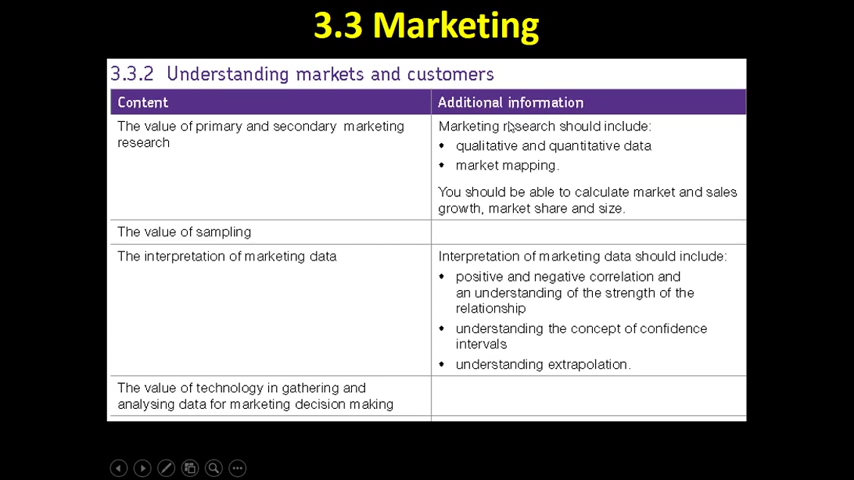 3.3 Marketing
3.3.2 Understanding markets and customers
Content
Additional information
The value of primary and secondary marketing
research
Marketing research should include:
• qualitative and quantitative data
• market mapping.
You should be able to calculate market and sales
growth, market share and size.
The value of sampling
The interpretation of marketing data
Interpretation of marketing data should include:
• positive and negative correlation and
an understanding of the strength of the
relationship
• understanding the concept of confidence
intervals
• understanding extrapolation.
The value of technology in gathering and
analysing data for marketing decision making